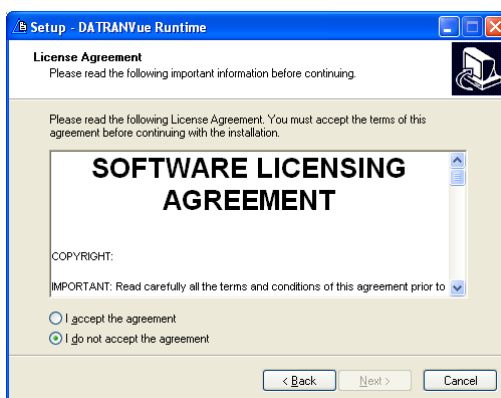 Setup - DATRANVue Runtime
License Agreement
Please read the following important information before continuing.
Please read the following License Agreement. You must accept the terms of this
agreement before continuing with the installation.
SOFTWARE LICENSING
AGREEMENT
COPYRIGHT:
IMPORTANT: Read carefully all the terms and conditions of this agreement prior to
I accept the agreement
I do not accept the agreement
< Back Next > Cancel